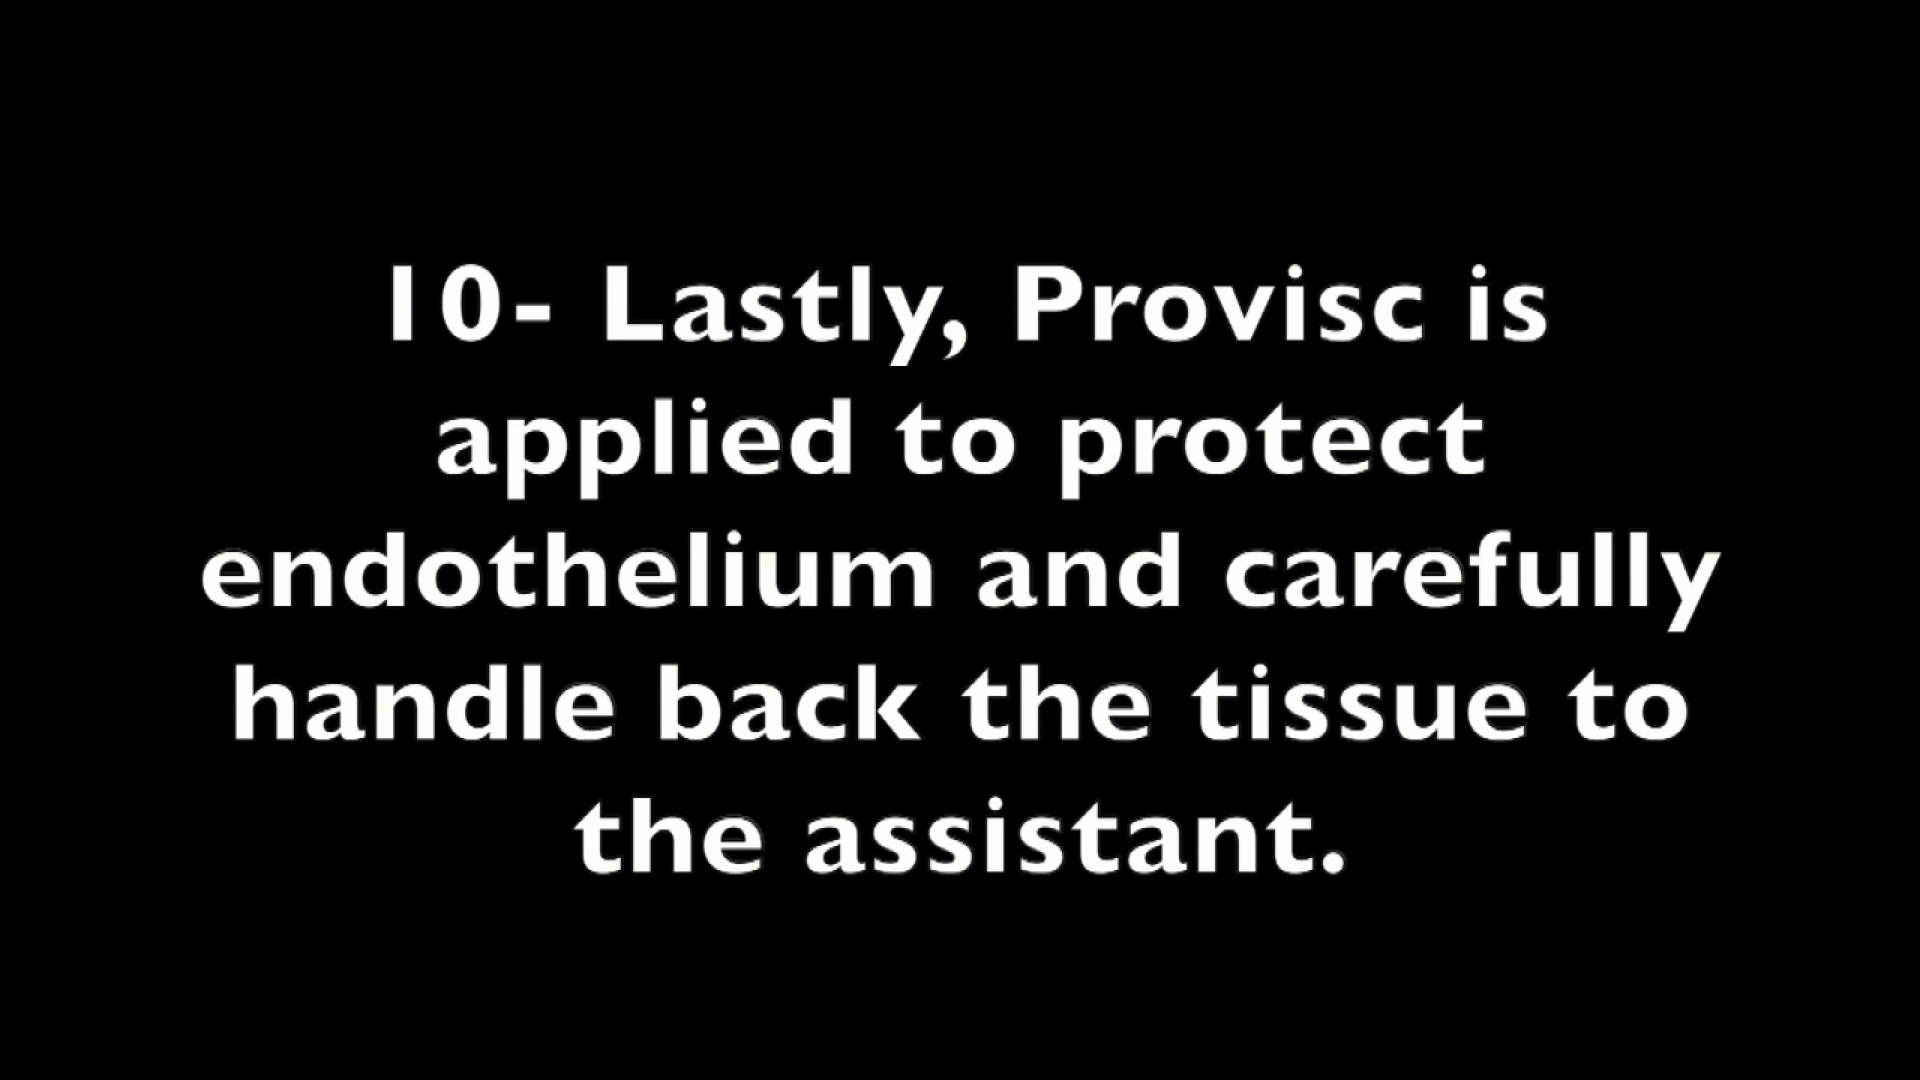 10- Lastly, Provisc is
applied to protect
endothelium and carefully
handle back the tissue to
the assistant.